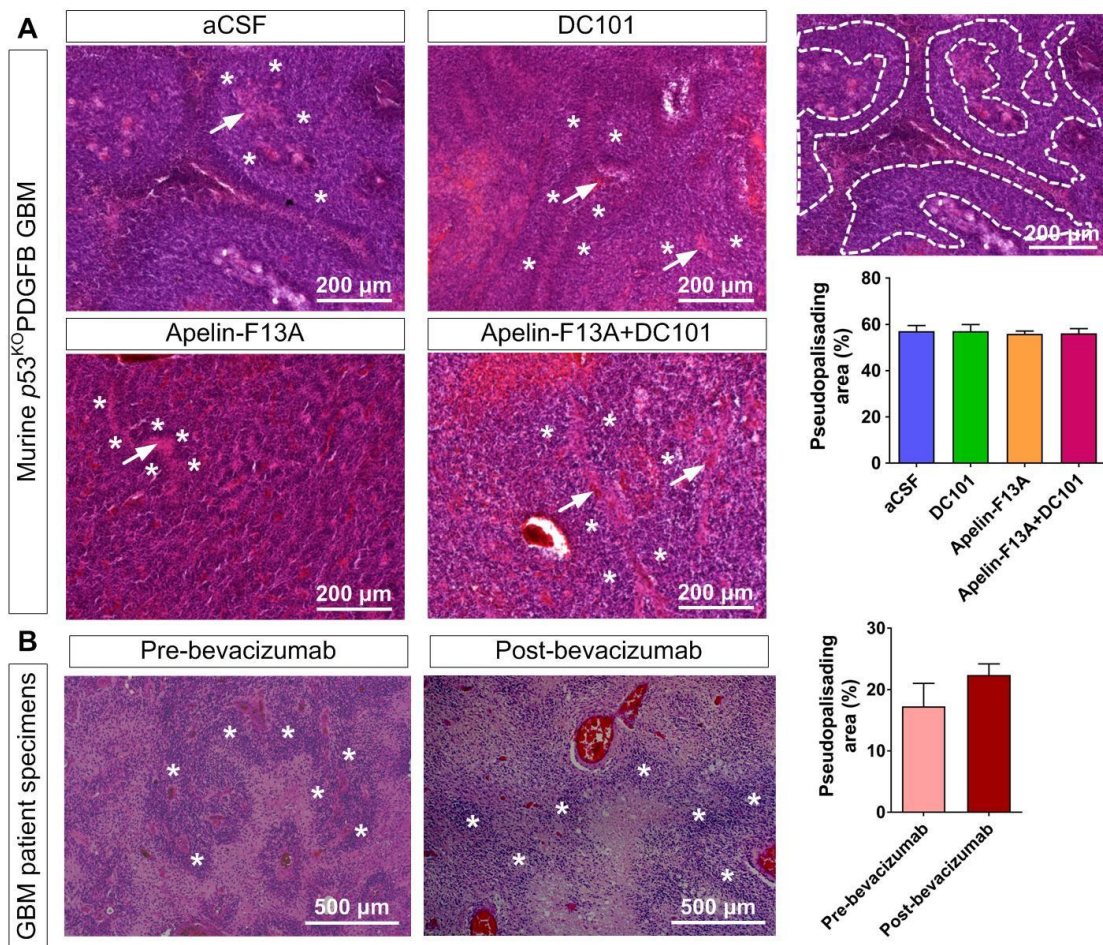 A
aCSF
DC101
Murine p53ᴷᴼPDGFB GBM
200 µm
200 µm
200 µm
Apelin-F13A
Apelin-F13A+DC101
200 µm
200 µm
Pseudopalisading
area (%)
80
60
40
20
0
aCSF
DC101
Apelin-F13A
Apelin-F13A+DC101
B
Pre-bevacizumab
Post-bevacizumab
GBM patient specimens
500 µm
500 µm
Pseudopalisading
area (%)
30
20
10
0
Pre-bevacizumab
Post-bevacizumab